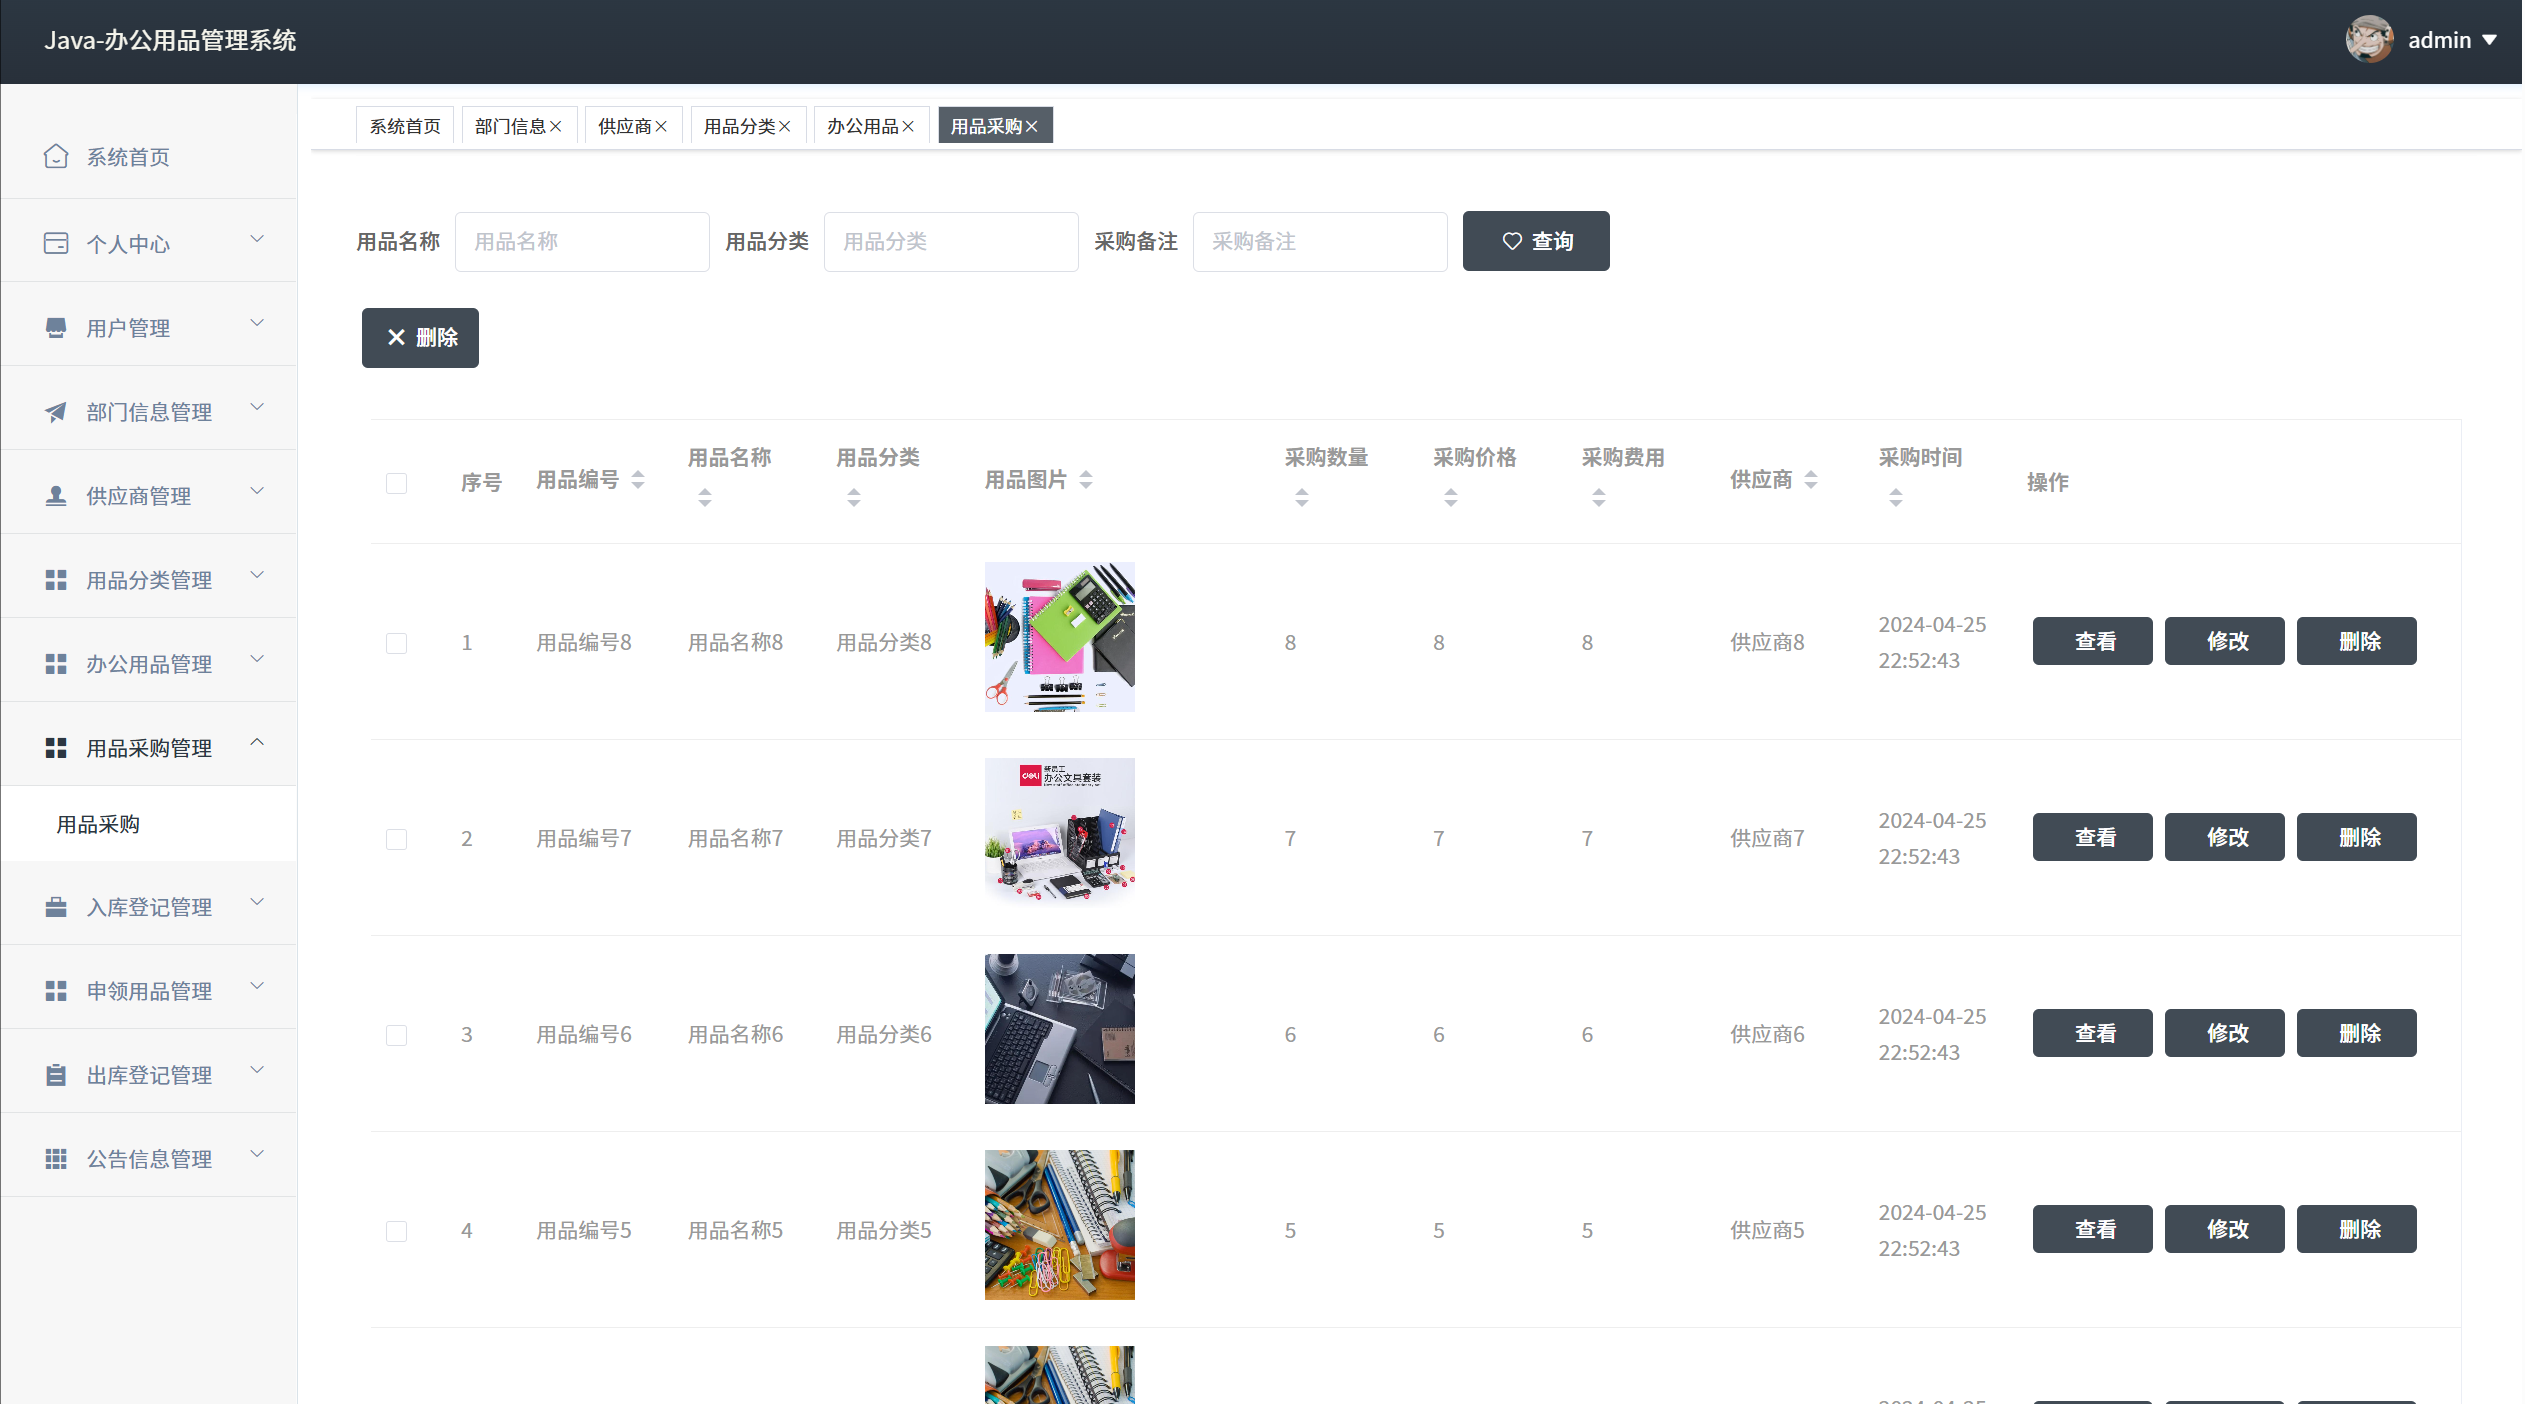 Java-办公用品管理系统
admin
系统首页
个人中心
用户管理
部门信息管理
供应商管理
用品分类管理
办公用品管理
用品采购管理
用品采购
入库登记管理
申领用品管理
出库登记管理
公告信息管理
系统首页 部门信息 供应商 用品分类 办公用品 用品采购
用品名称 用品名称 用品分类 用品分类 采购备注 采购备注 查询
删除
序号 用品编号 用品名称 用品分类 用品图片 采购数量 采购价格 采购费用 供应商 采购时间 操作
1 用品编号8 用品名称8 用品分类8 8 8 8 供应商8 2024-04-25 22:52:43 查看 修改 删除
deli 新员工
办公文具套装
2 用品编号7 用品名称7 用品分类7 7 7 7 供应商7 2024-04-25 22:52:43 查看 修改 删除
3 用品编号6 用品名称6 用品分类6 6 6 6 供应商6 2024-04-25 22:52:43 查看 修改 删除
4 用品编号5 用品名称5 用品分类5 5 5 5 供应商5 2024-04-25 22:52:43 查看 修改 删除